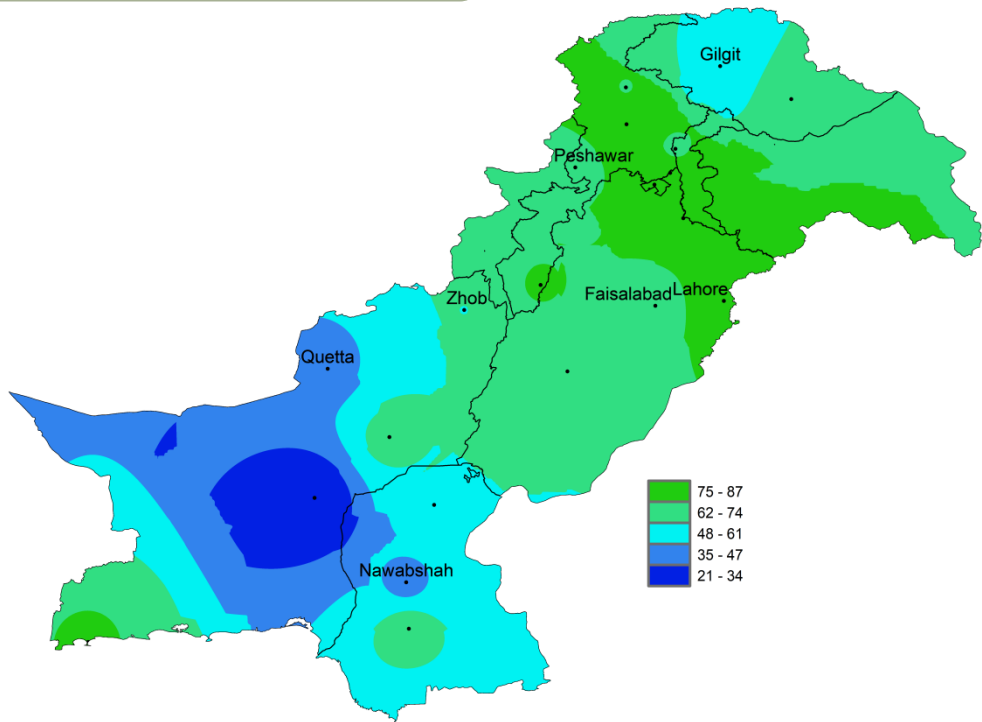 Gilgit
Peshawar
Zhob
Faisalabad
Lahore
Quetta
Nawabshah
75 - 87
62 - 74
48 - 61
35 - 47
21 - 34